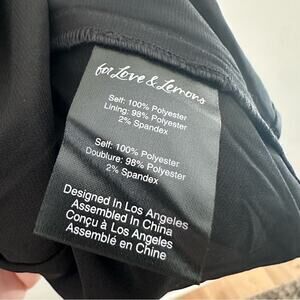 for Love & Lemons
Self: 100% Polyester
Lining: 98% Polyester
2% Spandex
Self: 100% Polyester
Doublure: 98% Polyester
2% Spandex
Designed In Los Angeles
Assembled In China
Conçu à Los Angeles
Assemblé en Chine